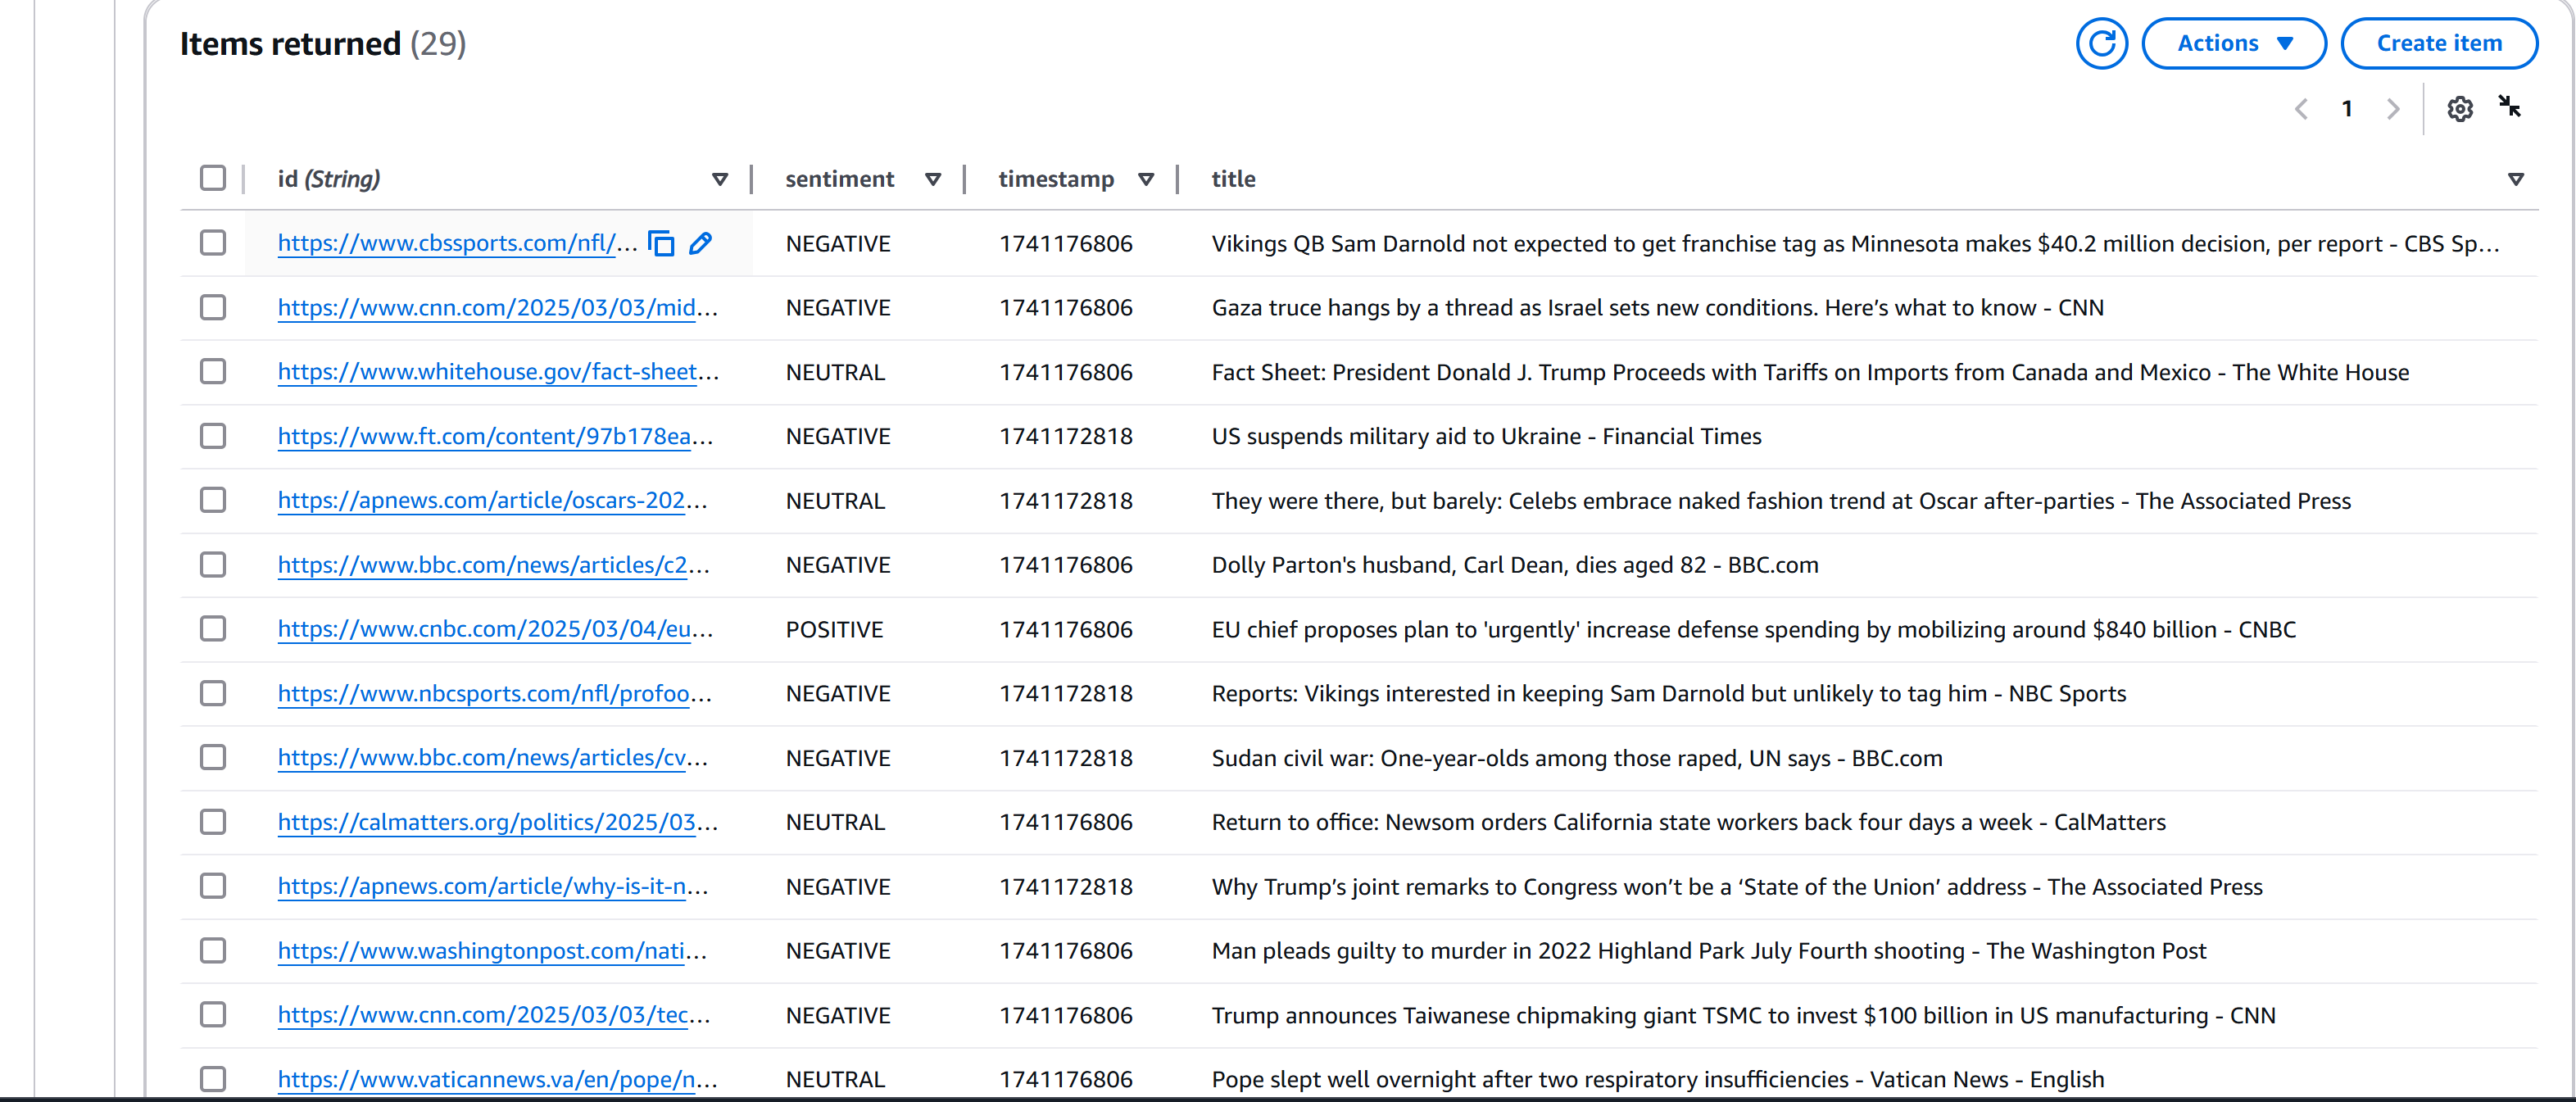 Items returned (29)
Actions
Create item
1
id (String) sentiment timestamp title
https://www.cbssports.com/nfl/... NEGATIVE 1741176806 Vikings QB Sam Darnold not expected to get franchise tag as Minnesota makes $40.2 million decision, per report - CBS Sp...
https://www.cnn.com/2025/03/03/mid... NEGATIVE 1741176806 Gaza truce hangs by a thread as Israel sets new conditions. Here’s what to know - CNN
https://www.whitehouse.gov/fact-sheet... NEUTRAL 1741176806 Fact Sheet: President Donald J. Trump Proceeds with Tariffs on Imports from Canada and Mexico - The White House
https://www.ft.com/content/97b178ea... NEGATIVE 1741172818 US suspends military aid to Ukraine - Financial Times
https://apnews.com/article/oscars-202... NEUTRAL 1741172818 They were there, but barely: Celebs embrace naked fashion trend at Oscar after-parties - The Associated Press
https://www.bbc.com/news/articles/c2... NEGATIVE 1741176806 Dolly Parton's husband, Carl Dean, dies aged 82 - BBC.com
https://www.cnbc.com/2025/03/04/eu... POSITIVE 1741176806 EU chief proposes plan to 'urgently' increase defense spending by mobilizing around $840 billion - CNBC
https://www.nbcsports.com/nfl/profoo... NEGATIVE 1741172818 Reports: Vikings interested in keeping Sam Darnold but unlikely to tag him - NBC Sports
https://www.bbc.com/news/articles/cv... NEGATIVE 1741172818 Sudan civil war: One-year-olds among those raped, UN says - BBC.com
https://calmatters.org/politics/2025/03... NEUTRAL 1741176806 Return to office: Newsom orders California state workers back four days a week - CalMatters
https://apnews.com/article/why-is-it-n... NEGATIVE 1741172818 Why Trump’s joint remarks to Congress won’t be a ‘State of the Union’ address - The Associated Press
https://www.washingtonpost.com/nati... NEGATIVE 1741176806 Man pleads guilty to murder in 2022 Highland Park July Fourth shooting - The Washington Post
https://www.cnn.com/2025/03/03/tec... NEGATIVE 1741176806 Trump announces Taiwanese chipmaking giant TSMC to invest $100 billion in US manufacturing - CNN
https://www.vaticannews.va/en/pope/n... NEUTRAL 1741176806 Pope slept well overnight after two respiratory insufficiencies - Vatican News - English